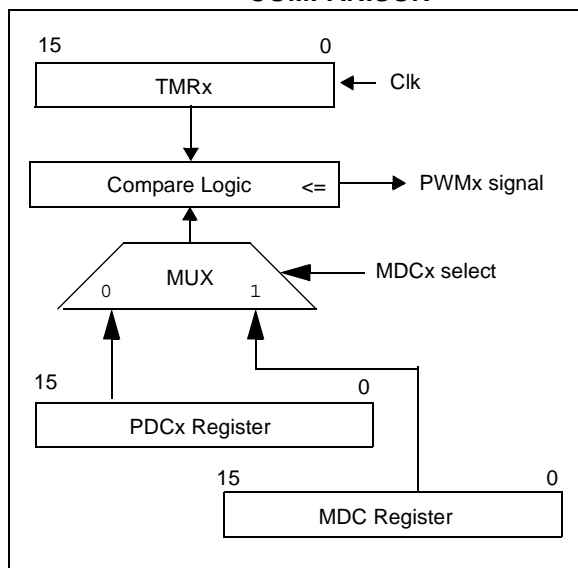 15 0
TMRx
Clk
Compare Logic <=
PWMx signal
MUX
MDCx select
0 1
15 0
PDCx Register
15 0
MDC Register